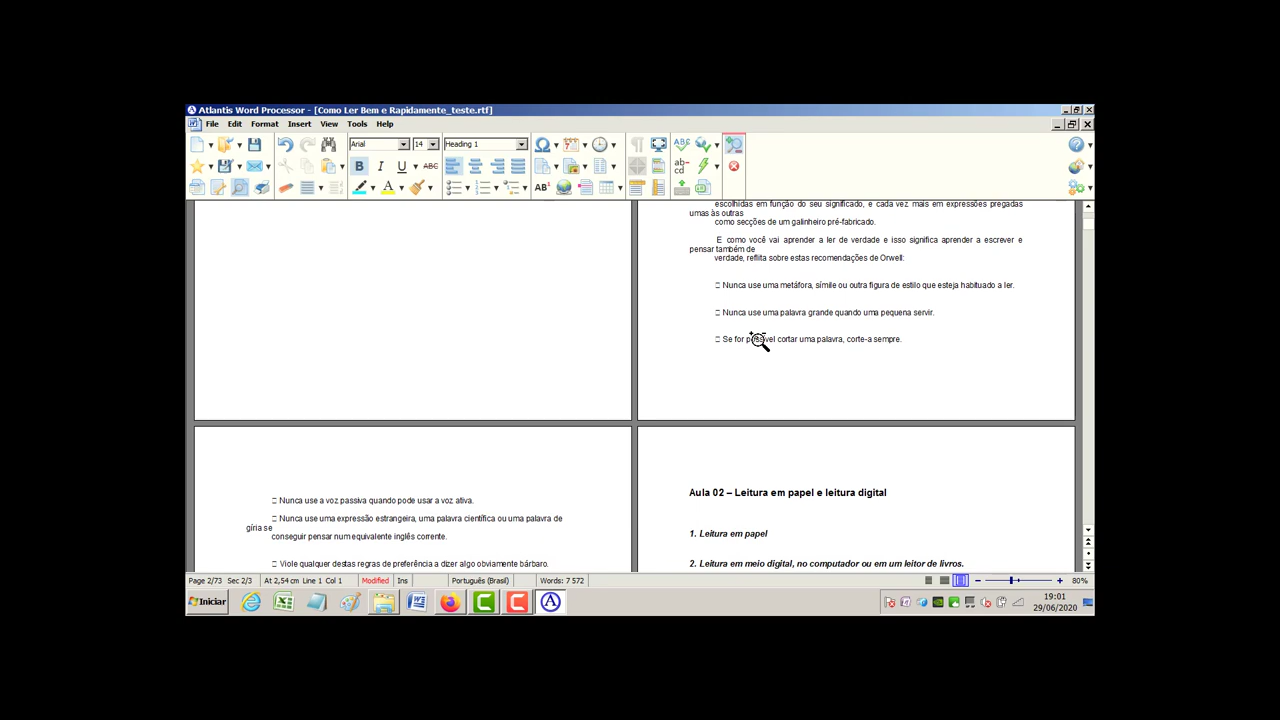 Atlantis Word Processor - [Como Ler Bem e Rapidamente_teste.rtf]
File Edit Format Insert View Tools Help
Arial 14 Heading 1
escolhidas em função do seu significado, e cada vez mais em expressões pregadas
umas às outras
como secções de um galinheiro pré-fabricado.
E como você vai aprender a ler de verdade e isso significa aprender a escrever e
pensar também de
verdade, reflita sobre estas recomendações de Orwell:
Nunca use uma metáfora, símile ou outra figura de estilo que esteja habituado a ler.
Nunca use uma palavra grande quando uma pequena servir.
Se for possível cortar uma palavra, corte-a sempre.
Nunca use a voz passiva quando pode usar a voz ativa.
Nunca use uma expressão estrangeira, uma palavra científica ou uma palavra de
gíria se
conseguir pensar num equivalente inglês corrente.
Viole qualquer destas regras de preferência a dizer algo obviamente bárbaro.
Aula 02 – Leitura em papel e leitura digital
1. Leitura em papel
2. Leitura em meio digital, no computador ou em um leitor de livros.
Page 2/73 Sec 2/3 At 2,54 cm Line 1 Col 1 Modified Ins Português (Brasil) Words: 7 572 80%
Iniciar
19:01
29/06/2020